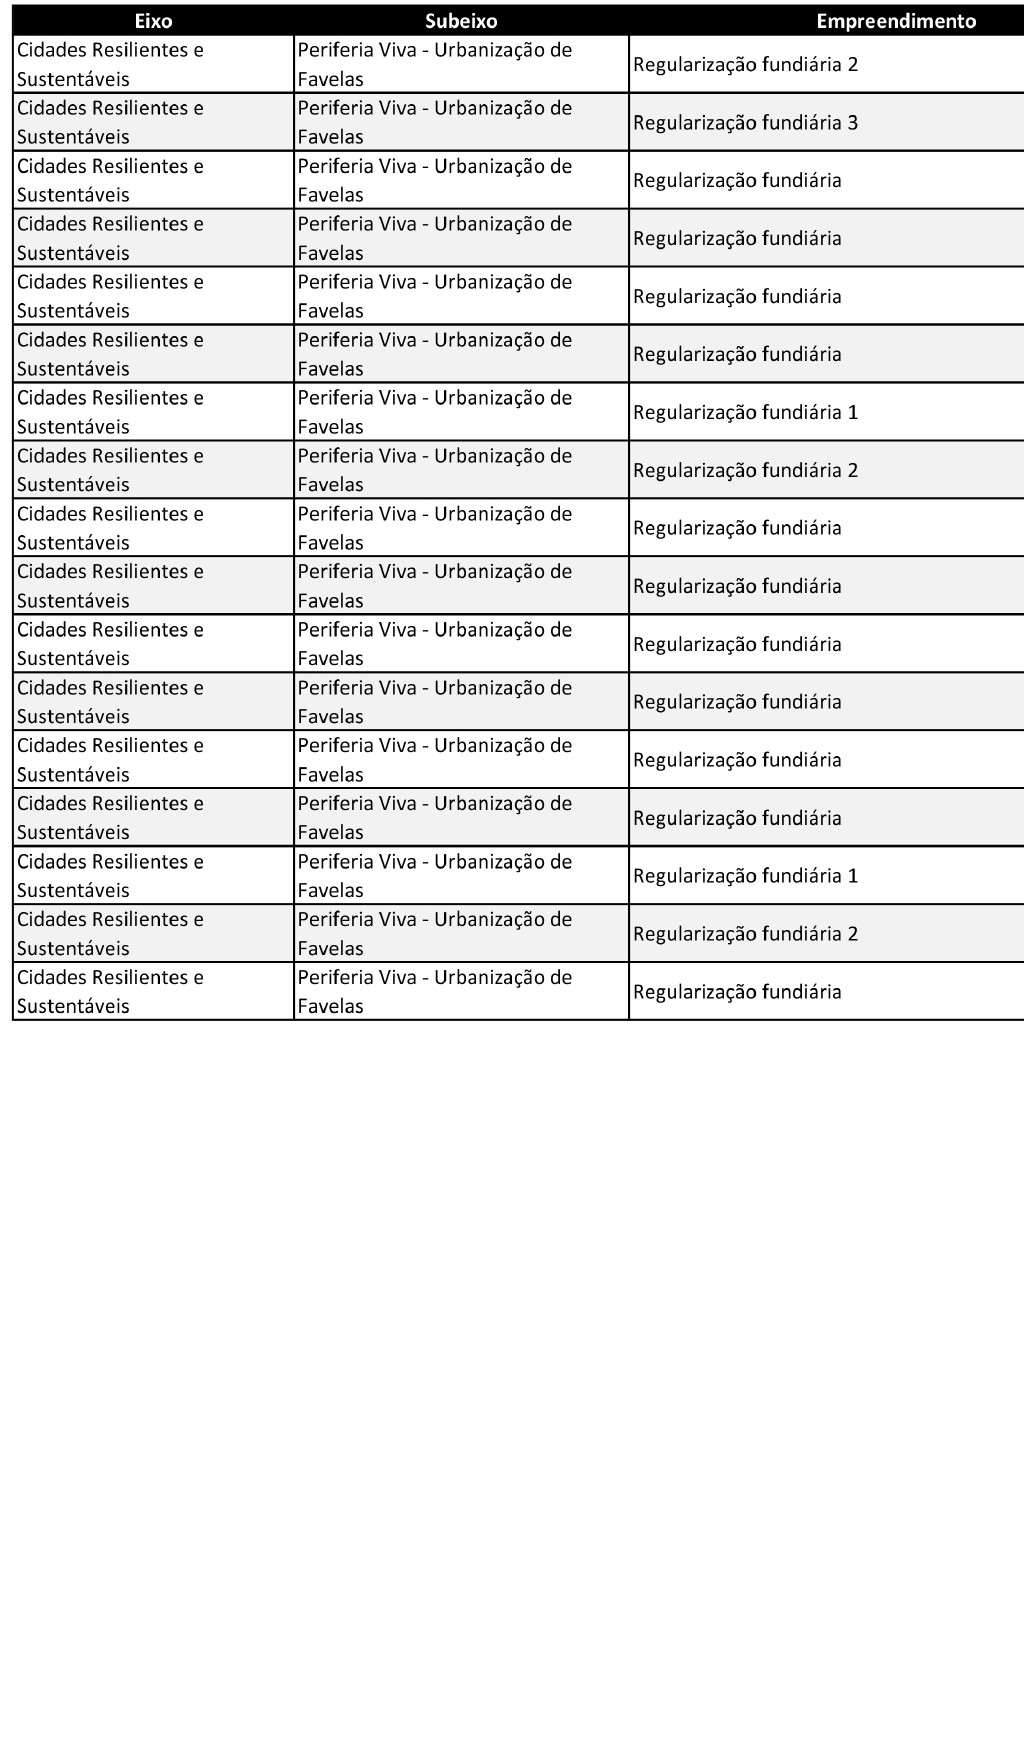 Eixo Subeixo Empreendimento
Cidades Resilientes e Periferia Viva - Urbanização de
Sustentáveis Favelas Regularização fundiária 2
Cidades Resilientes e Periferia Viva - Urbanização de
Sustentáveis Favelas Regularização fundiária 3
Cidades Resilientes e Periferia Viva - Urbanização de
Sustentáveis Favelas Regularização fundiária
Cidades Resilientes e Periferia Viva - Urbanização de
Sustentáveis Favelas Regularização fundiária
Cidades Resilientes e Periferia Viva - Urbanização de
Sustentáveis Favelas Regularização fundiária
Cidades Resilientes e Periferia Viva - Urbanização de
Sustentáveis Favelas Regularização fundiária
Cidades Resilientes e Periferia Viva - Urbanização de
Sustentáveis Favelas Regularização fundiária 1
Cidades Resilientes e Periferia Viva - Urbanização de
Sustentáveis Favelas Regularização fundiária 2
Cidades Resilientes e Periferia Viva - Urbanização de
Sustentáveis Favelas Regularização fundiária
Cidades Resilientes e Periferia Viva - Urbanização de
Sustentáveis Favelas Regularização fundiária
Cidades Resilientes e Periferia Viva - Urbanização de
Sustentáveis Favelas Regularização fundiária
Cidades Resilientes e Periferia Viva - Urbanização de
Sustentáveis Favelas Regularização fundiária
Cidades Resilientes e Periferia Viva - Urbanização de
Sustentáveis Favelas Regularização fundiária
Cidades Resilientes e Periferia Viva - Urbanização de
Sustentáveis Favelas Regularização fundiária
Cidades Resilientes e Periferia Viva - Urbanização de
Sustentáveis Favelas Regularização fundiária 1
Cidades Resilientes e Periferia Viva - Urbanização de
Sustentáveis Favelas Regularização fundiária 2
Cidades Resilientes e Periferia Viva - Urbanização de
Sustentáveis Favelas Regularização fundiária